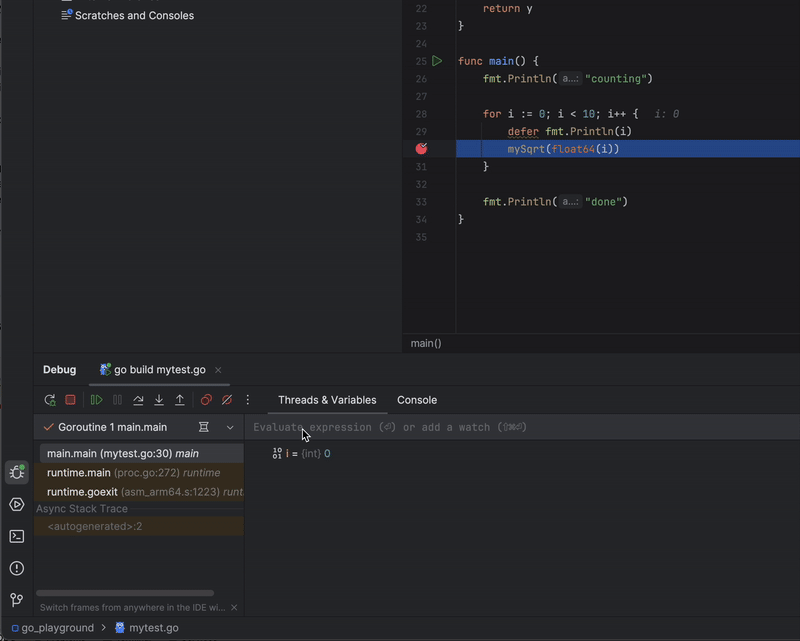 Scratches and Consoles
22 return y
23 }
24
25 func main() {
26 fmt.Println( a...: "counting")
27
28 for i := 0; i < 10; i++ { i: 0
29 defer fmt.Println(i)
mySqrt(float64(i))
31 }
32
33 fmt.Println( a...: "done")
34 }
35
main()
Debug go build mytest.go
Threads & Variables Console
Goroutine 1 main.main
Evaluate expression (⏎) or add a watch (⇧⌘⏎)
main.main (mytest.go:30) main
10 01 i = {int} 0
runtime.main (proc.go:272) runtime
runtime.goexit (asm_arm64.s:1223) runt
Async Stack Trace
<autogenerated>:2
Switch frames from anywhere in the IDE wi...
go_playground > mytest.go